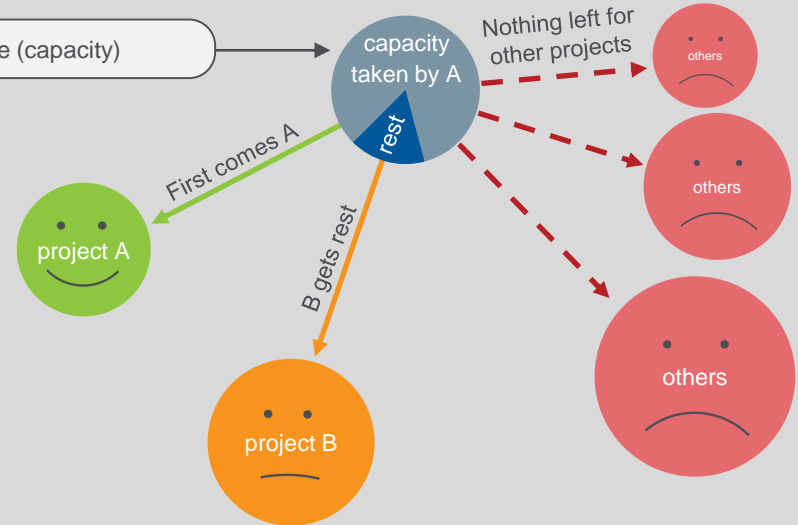 e (capacity)
capacity
taken by A
rest
Nothing left for
other projects
others
others
others
First comes A
project A
B gets rest
project B